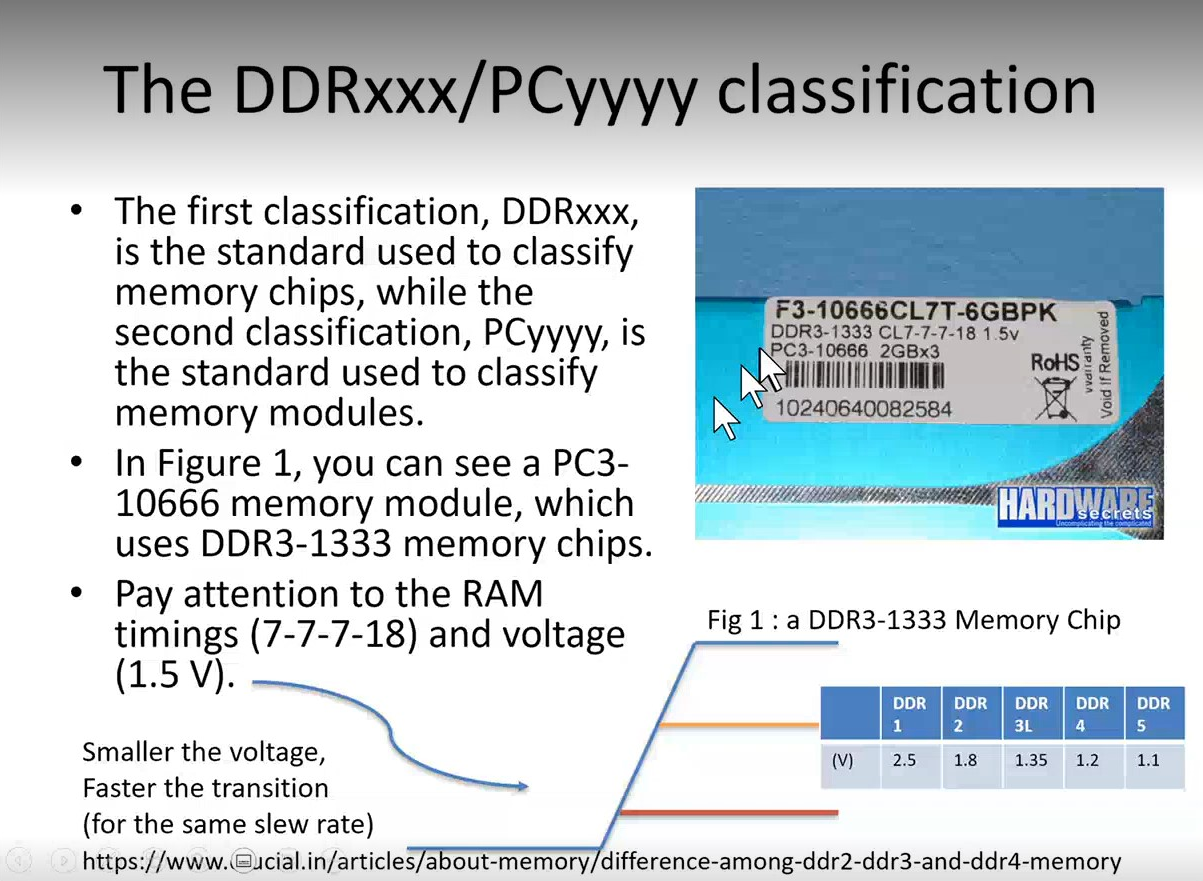 The DDRxxx/PCyyyy classification
• The first classification, DDRxxx,
is the standard used to classify
memory chips, while the
second classification, PCyyyy, is
the standard used to classify
memory modules.
• In Figure 1, you can see a PC3-
10666 memory module, which
uses DDR3-1333 memory chips.
• Pay attention to the RAM
timings (7-7-7-18) and voltage
(1.5 V).
Smaller the voltage,
Faster the transition
(for the same slew rate)
F3-10666CL7T-6GBPK
DDR3-1333 CL7-7-7-18 1.5v
PC3-10666 2GBx3
10240640082584
RoHS
Warranty
Void If Removed
HARDWARE
secrets
Uncomplicating the complicated
Fig 1 : a DDR3-1333 Memory Chip
DDR 1 DDR 2 DDR 3L DDR 4 DDR 5
(V) 2.5 1.8 1.35 1.2 1.1
https://www.crucial.in/articles/about-memory/difference-among-ddr2-ddr3-and-ddr4-memory